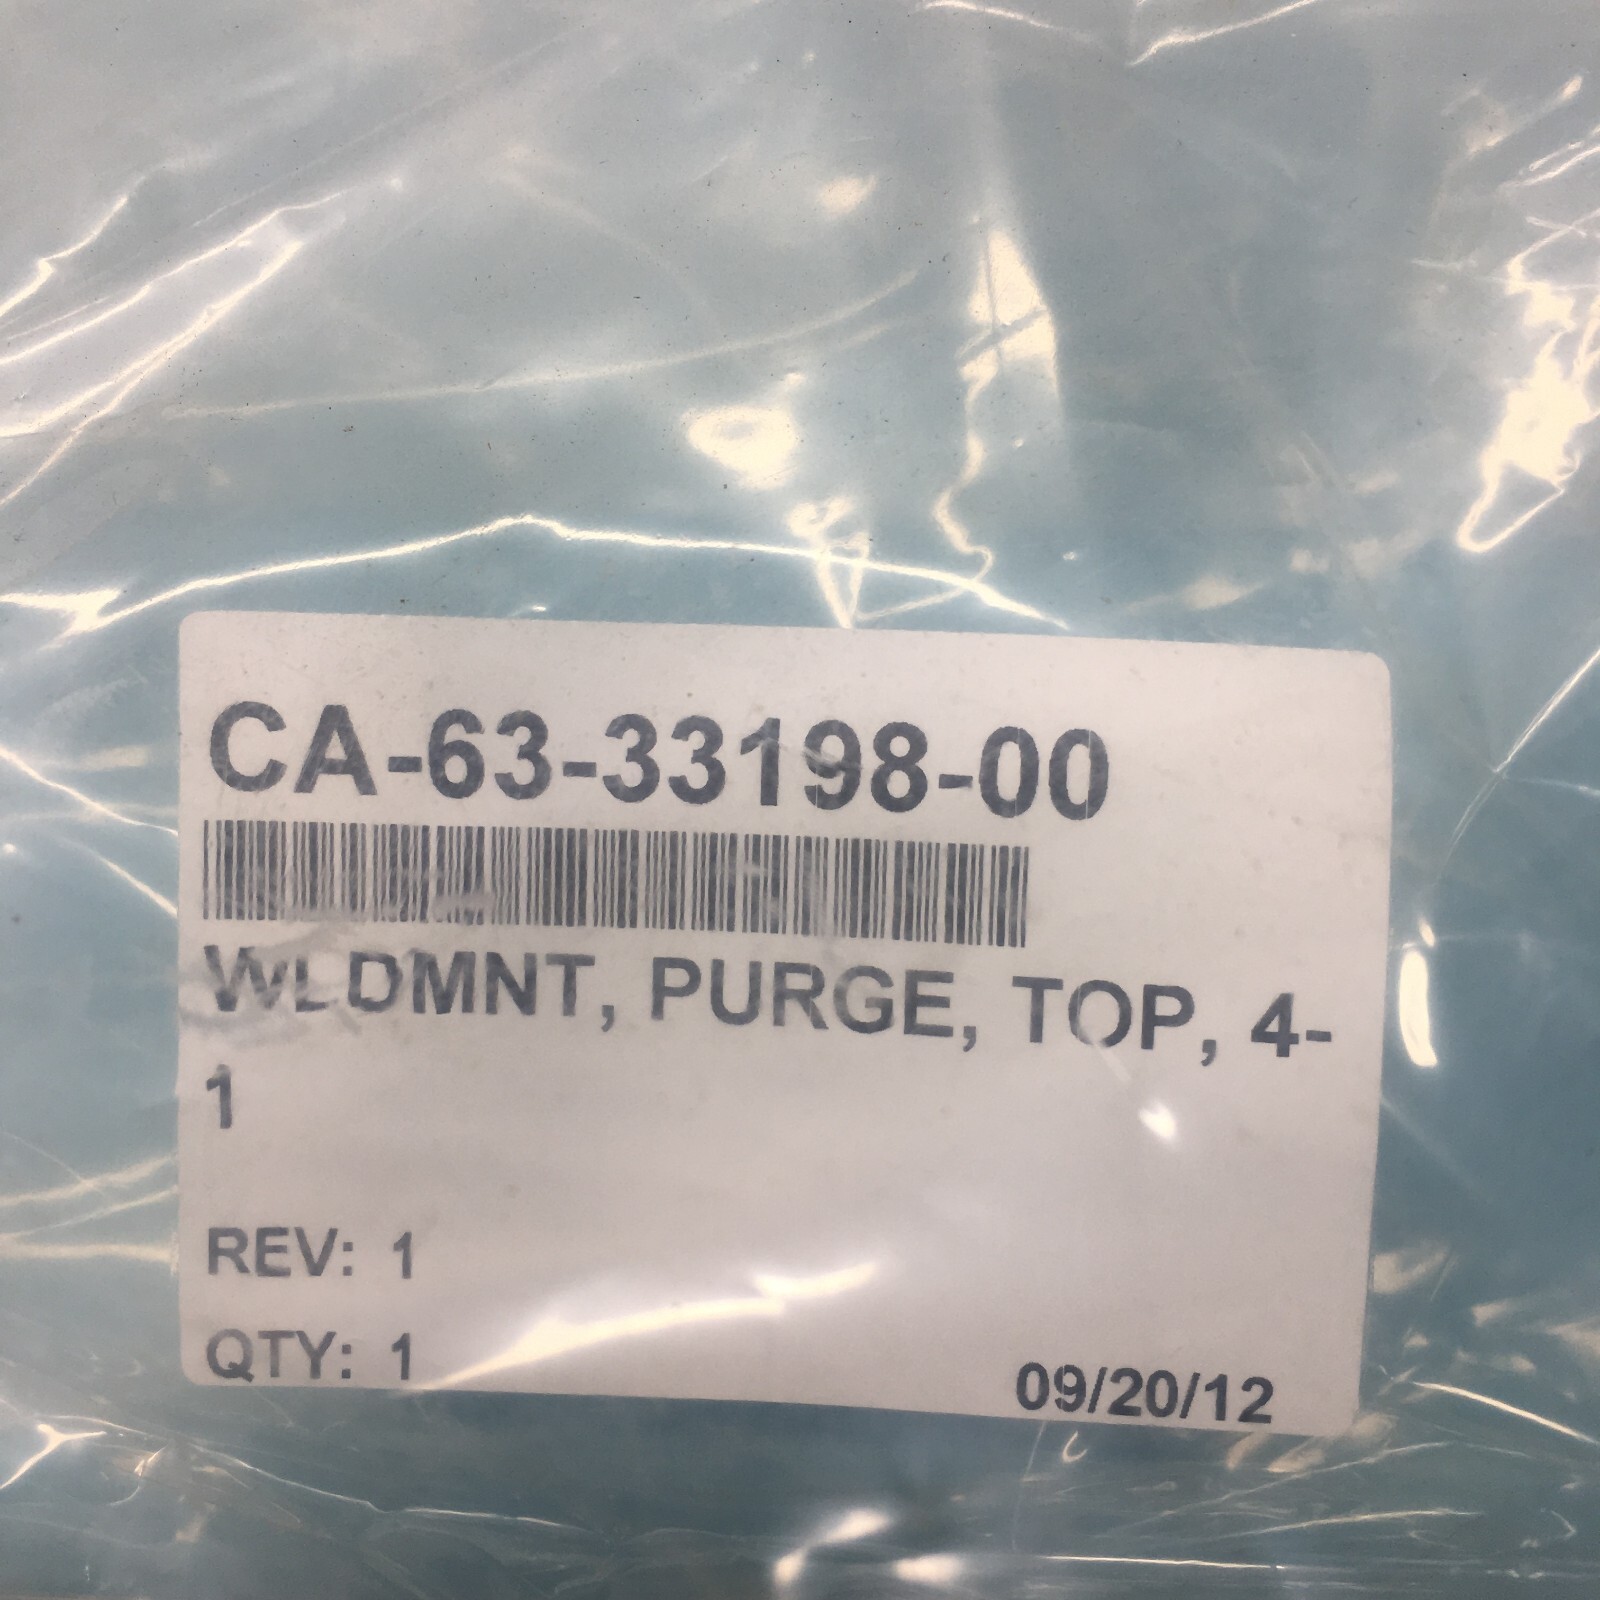 CA-63-33198-00
WLDMNT, PURGE, TOP, 4-
1
REV: 1
QTY: 1
09/20/12